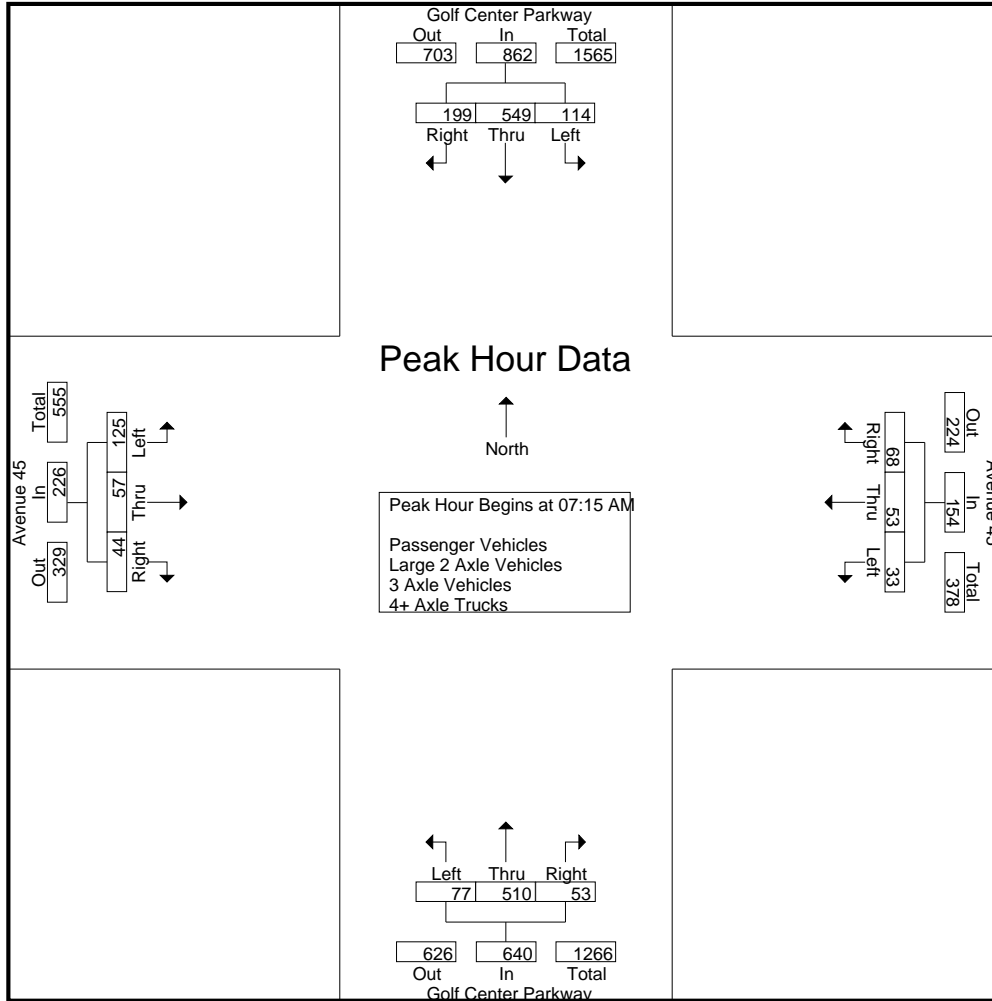 Golf Center Parkway
Out In Total
703 862 1565
199 549 114
Right Thru Left
Peak Hour Data
North
Peak Hour Begins at 07:15 AM
Passenger Vehicles
Large 2 Axle Vehicles
3 Axle Vehicles
4+ Axle Trucks
Avenue 45
Out In Total
329 226 555
Left Thru Right
125 57 44
Right Thru Left
68 53 33
Out In Total
224 154 378
Avenue 45
Left Thru Right
77 510 53
626 640 1266
Out In Total
Golf Center Parkway